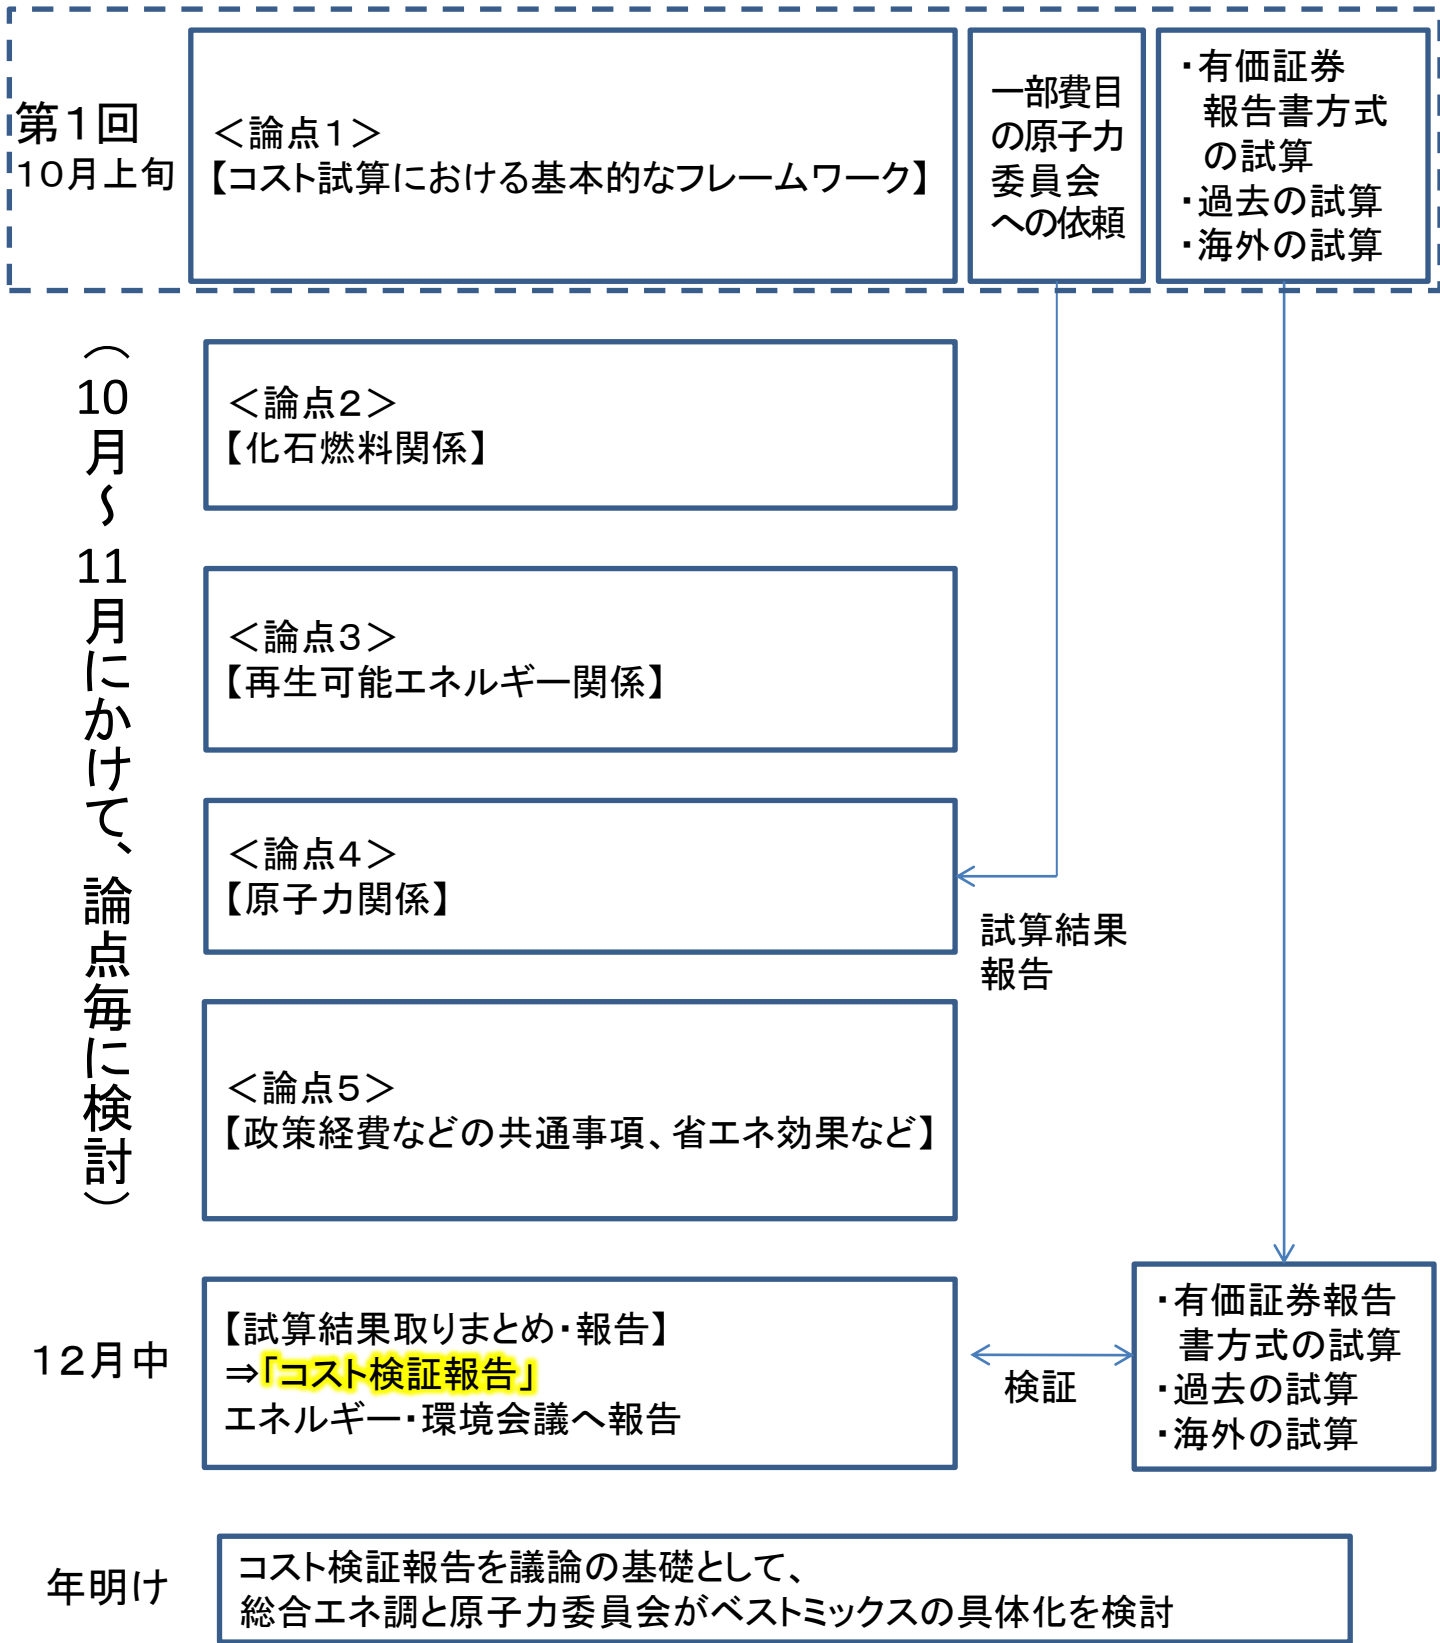 第1回
10月上旬
＜論点1＞
【コスト試算における基本的なフレームワーク】
一部費目
の原子力
委員会
への依頼
・有価証券
報告書方式
の試算
・過去の試算
・海外の試算
（10月～11月にかけて、論点毎に検討）
＜論点2＞
【化石燃料関係】
＜論点3＞
【再生可能エネルギー関係】
＜論点4＞
【原子力関係】
試算結果
報告
＜論点5＞
【政策経費などの共通事項、省エネ効果など】
12月中
【試算結果取りまとめ・報告】
⇒「コスト検証報告」
エネルギー・環境会議へ報告
検証
・有価証券報告
書方式の試算
・過去の試算
・海外の試算
年明け
コスト検証報告を議論の基礎として、
総合エネ調と原子力委員会がベストミックスの具体化を検討